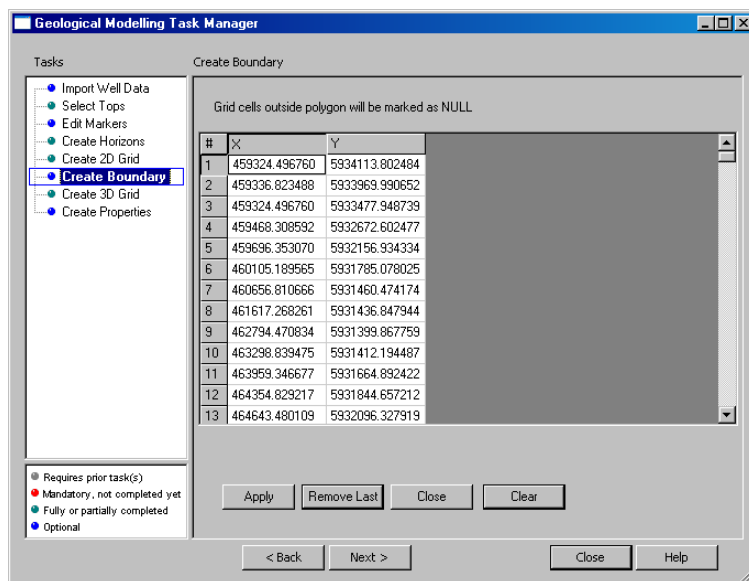 Geological Modelling Task Manager
Tasks
Import Well Data
Select Tops
Edit Markers
Create Horizons
Create 2D Grid
Create Boundary
Create 3D Grid
Create Properties
Requires prior task(s)
Mandatory, not completed yet
Fully or partially completed
Optional
Create Boundary
Grid cells outside polygon will be marked as NULL
# X Y
1 459324.496760 5934113.802484
2 459336.823488 5933969.990652
3 459324.496760 5933477.948739
4 459468.308592 5932672.602477
5 459696.353070 5932156.934334
6 460105.189565 5931785.078025
7 460656.810666 5931460.474174
8 461617.268261 5931436.847944
9 462794.470834 5931399.867759
10 463298.839475 5931412.194487
11 463959.346677 5931664.892422
12 464354.829217 5931844.657212
13 464643.480109 5932096.327919
Apply Remove Last Close Clear
< Back Next > Close Help